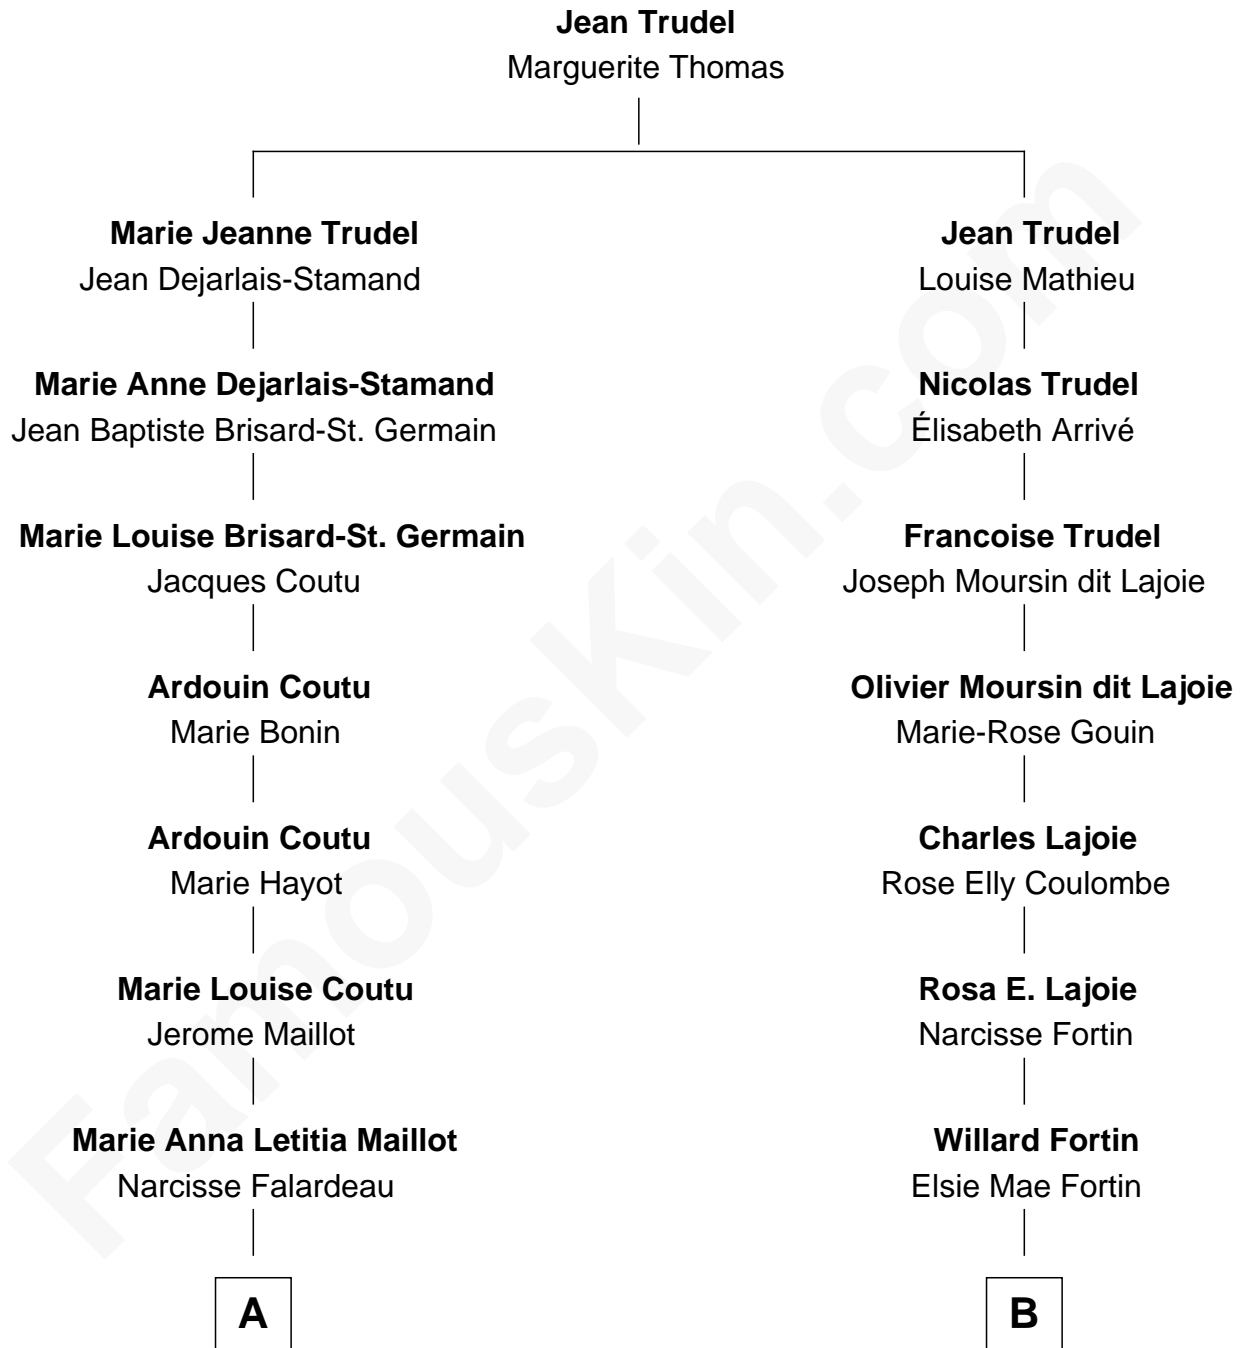 Jean Trudel
Marguerite Thomas
Marie Jeanne Trudel
Jean Dejarlais-Stamand
Marie Anne Dejarlais-Stamand
Jean Baptiste Brisard-St. Germain
Marie Louise Brisard-St. Germain
Jacques Coutu
Ardouin Coutu
Marie Bonin
Ardouin Coutu
Marie Hayot
Marie Louise Coutu
Jerome Maillot
Marie Anna Letitia Maillot
Narcisse Falardeau
A
Jean Trudel
Louise Mathieu
Nicolas Trudel
Élisabeth Arrivé
Francoise Trudel
Joseph Moursin dit Lajoie
Olivier Moursin dit Lajoie
Marie-Rose Gouin
Charles Lajoie
Rose Elly Coulombe
Rosa E. Lajoie
Narcisse Fortin
Willard Fortin
Elsie Mae Fortin
B
FamousKin.com